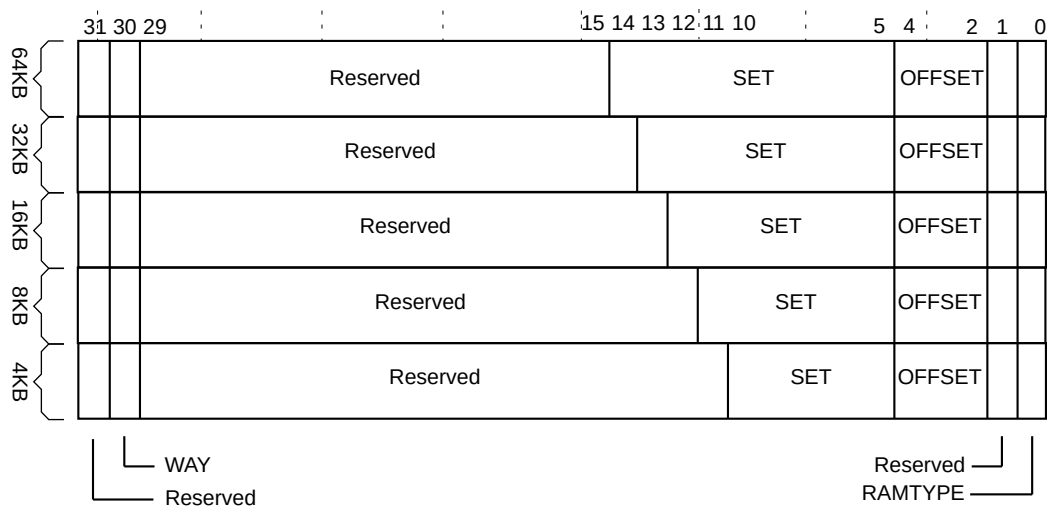 31 30 29 15 14 13 12 11 10 5 4 2 1 0
64KB Reserved SET OFFSET
32KB Reserved SET OFFSET
16KB Reserved SET OFFSET
8KB Reserved SET OFFSET
4KB Reserved SET OFFSET
WAY Reserved
Reserved RAMTYPE